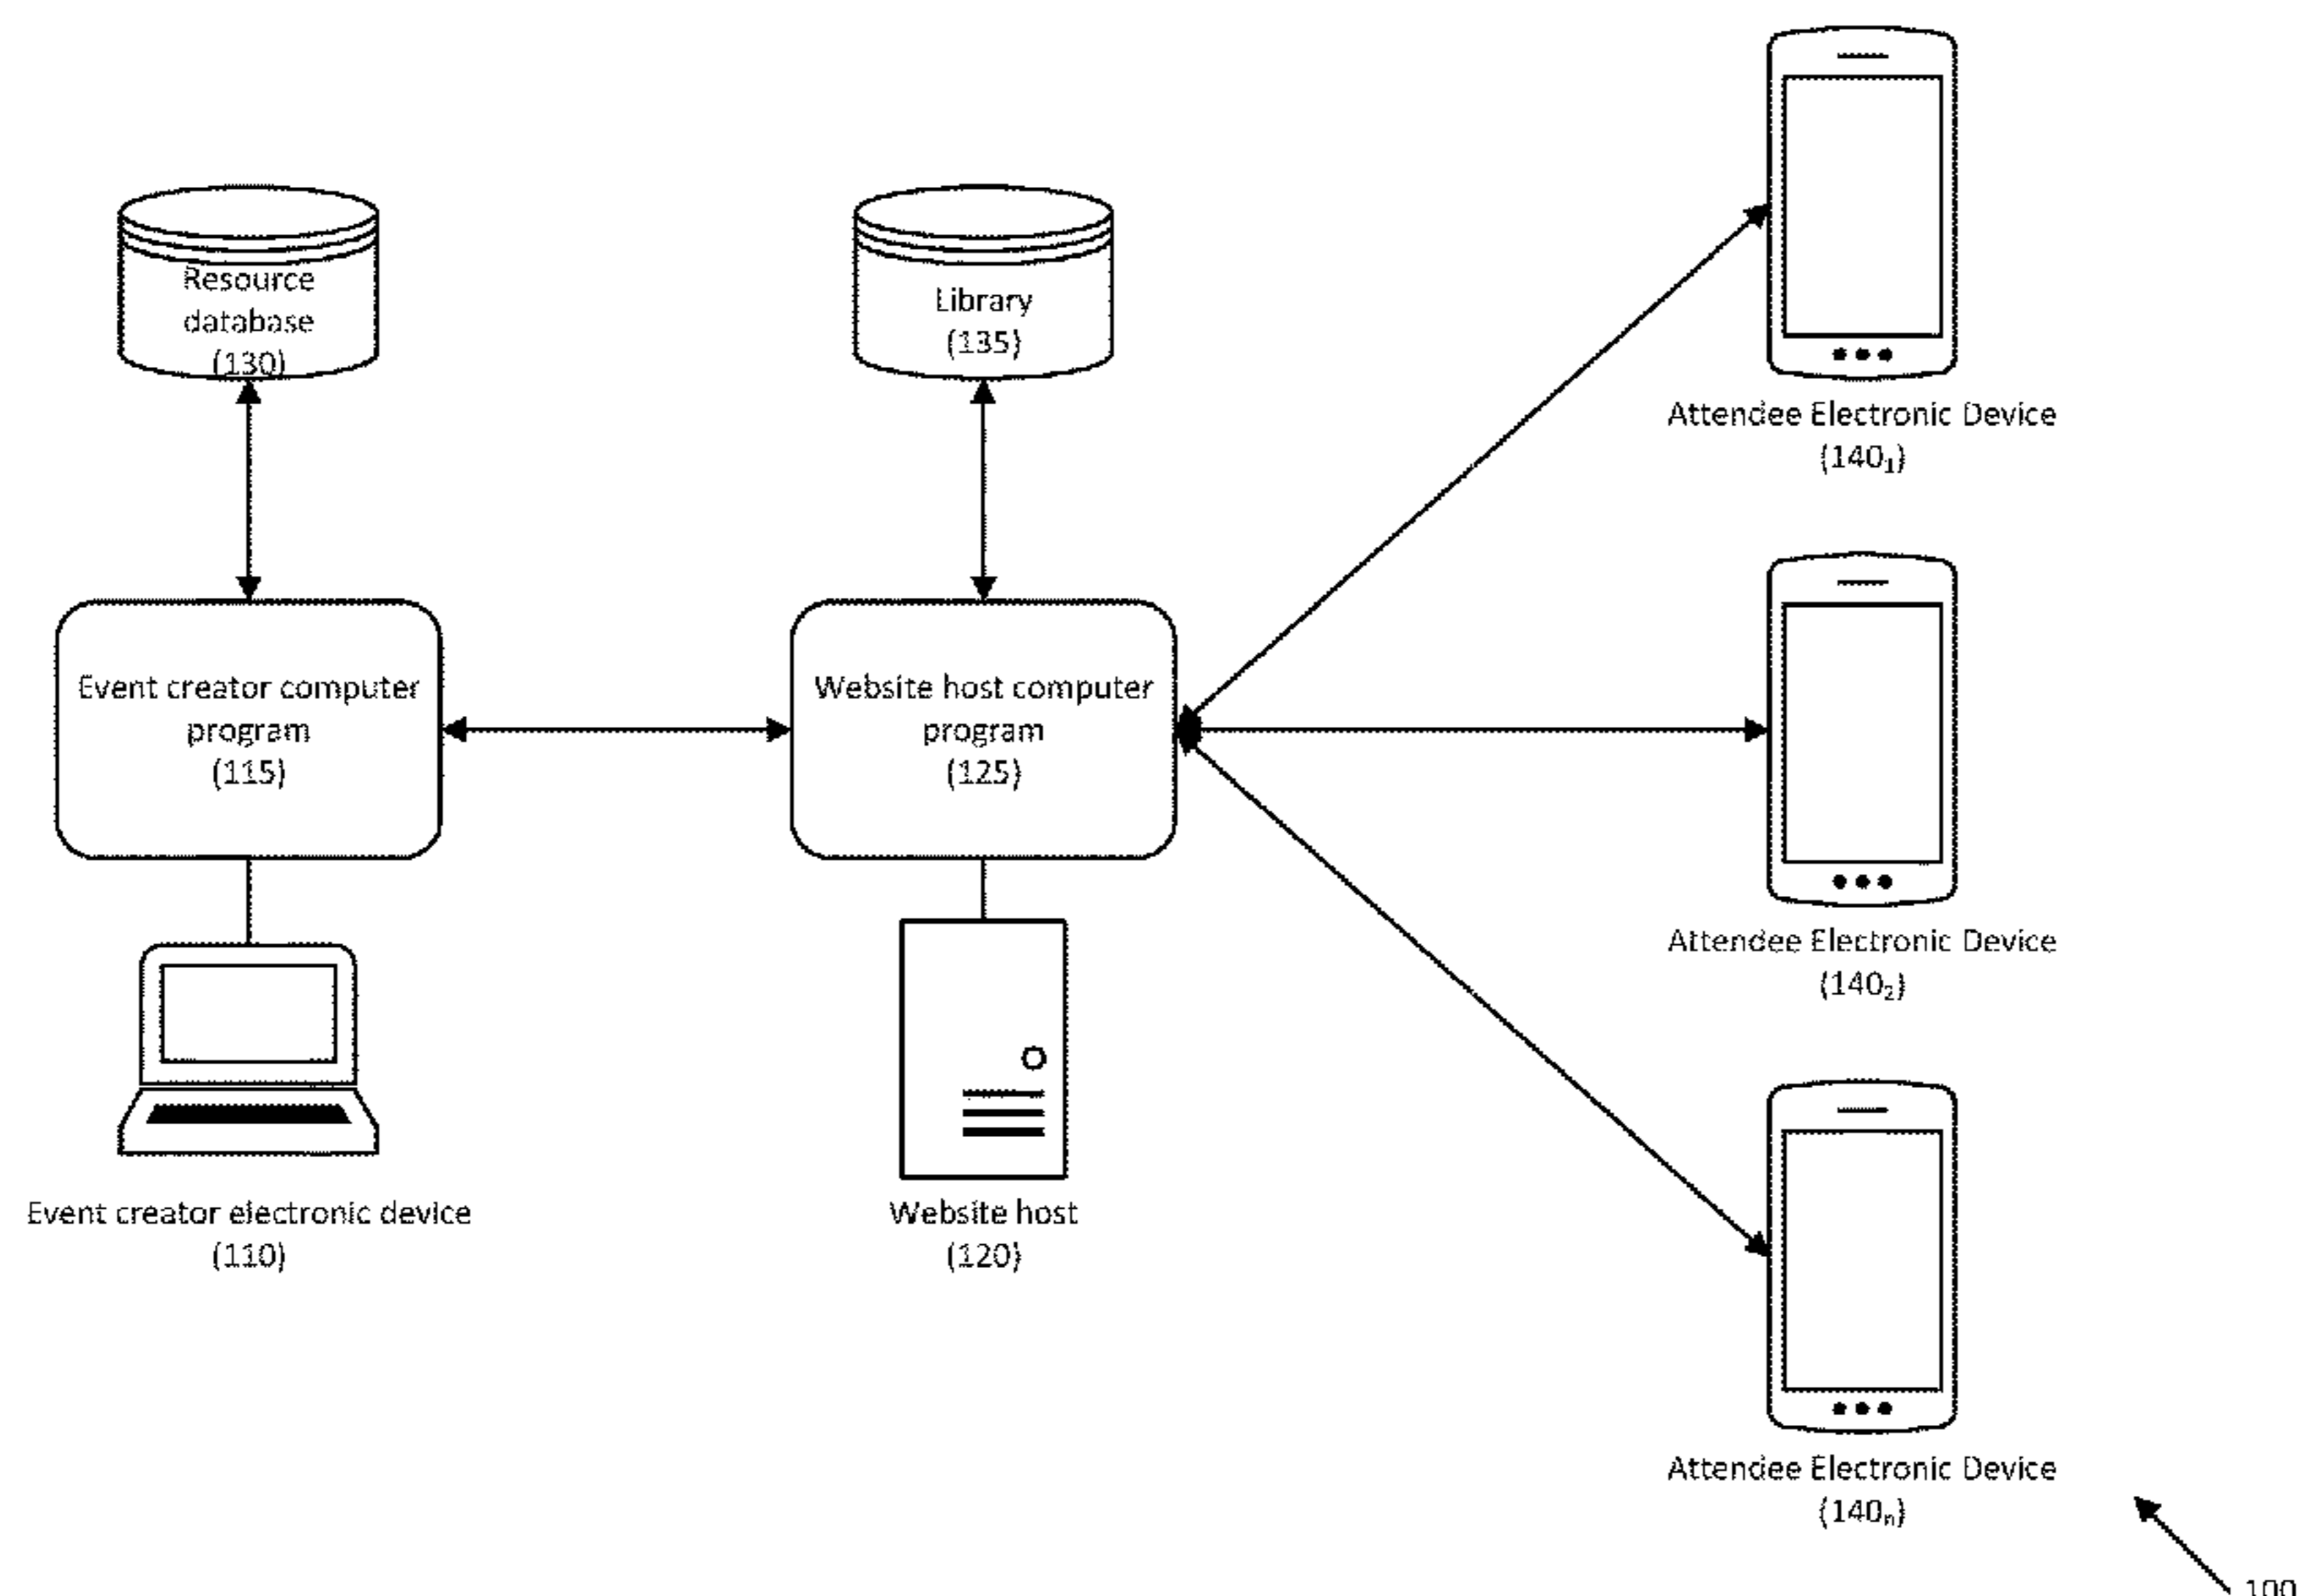 Resource
database
(130)
Library
(135)
Attendee Electronic Device
(140₁)
Event creator computer
program
(115)
Website host computer
program
(125)
Attendee Electronic Device
(140₂)
Event creator electronic device
(110)
Website host
(120)
Attendee Electronic Device
(140ₙ)
100